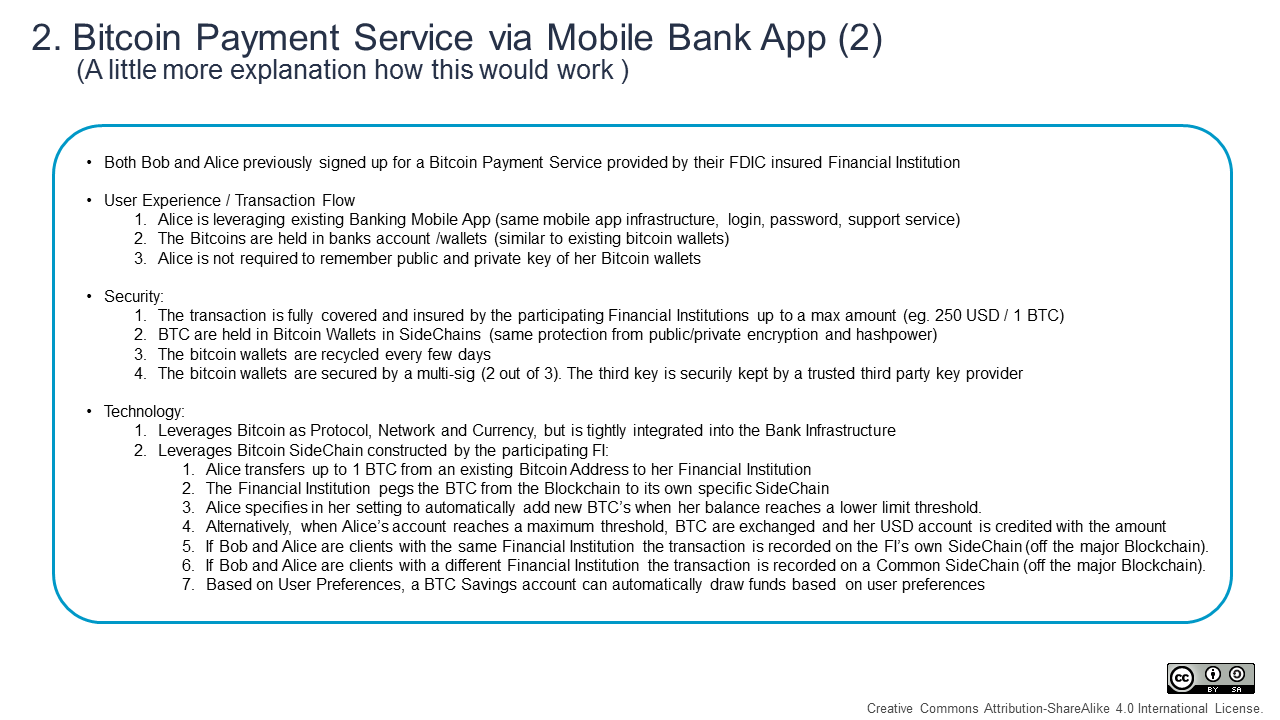 2. Bitcoin Payment Service via Mobile Bank App (2)
(A little more explanation how this would work )
• Both Bob and Alice previously signed up for a Bitcoin Payment Service provided by their FDIC insured Financial Institution
• User Experience / Transaction Flow
1. Alice is leveraging existing Banking Mobile App (same mobile app infrastructure, login, password, support service)
2. The Bitcoins are held in banks account /wallets (similar to existing bitcoin wallets)
3. Alice is not required to remember public and private key of her Bitcoin wallets
• Security:
1. The transaction is fully covered and insured by the participating Financial Institutions up to a max amount (eg. 250 USD / 1 BTC)
2. BTC are held in Bitcoin Wallets in SideChains (same protection from public/private encryption and hashpower)
3. The bitcoin wallets are recycled every few days
4. The bitcoin wallets are secured by a multi-sig (2 out of 3). The third key is securily kept by a trusted third party key provider
• Technology:
1. Leverages Bitcoin as Protocol, Network and Currency, but is tightly integrated into the Bank Infrastructure
2. Leverages Bitcoin SideChain constructed by the participating FI:
1. Alice transfers up to 1 BTC from an existing Bitcoin Address to her Financial Institution
2. The Financial Institution pegs the BTC from the Blockchain to its own specific SideChain
3. Alice specifies in her setting to automatically add new BTC's when her balance reaches a lower limit threshold.
4. Alternatively, when Alice's account reaches a maximum threshold, BTC are exchanged and her USD account is credited with the amount
5. If Bob and Alice are clients with the same Financial Institution the transaction is recorded on the FI's own SideChain (off the major Blockchain).
6. If Bob and Alice are clients with a different Financial Institution the transaction is recorded on a Common SideChain (off the major Blockchain).
7. Based on User Preferences, a BTC Savings account can automatically draw funds based on user preferences
cc
BY SA
Creative Commons Attribution-ShareAlike 4.0 International License.